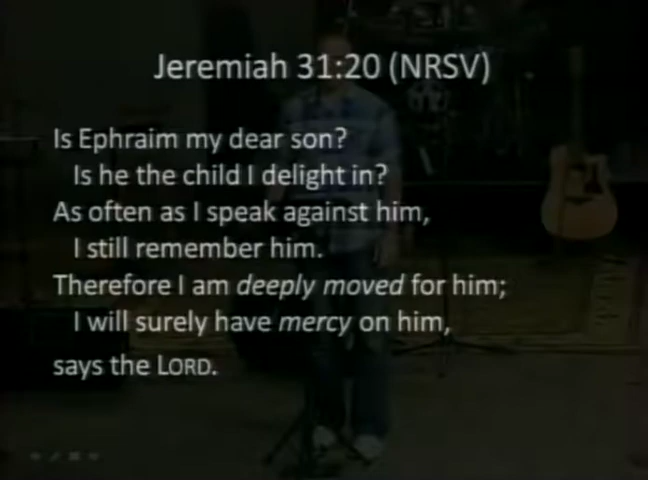 Jeremiah 31:20 (NRSV)
Is Ephraim my dear son?
Is he the child I delight in?
As often as I speak against him,
I still remember him.
Therefore I am deeply moved for him;
I will surely have mercy on him,
says the LORD.